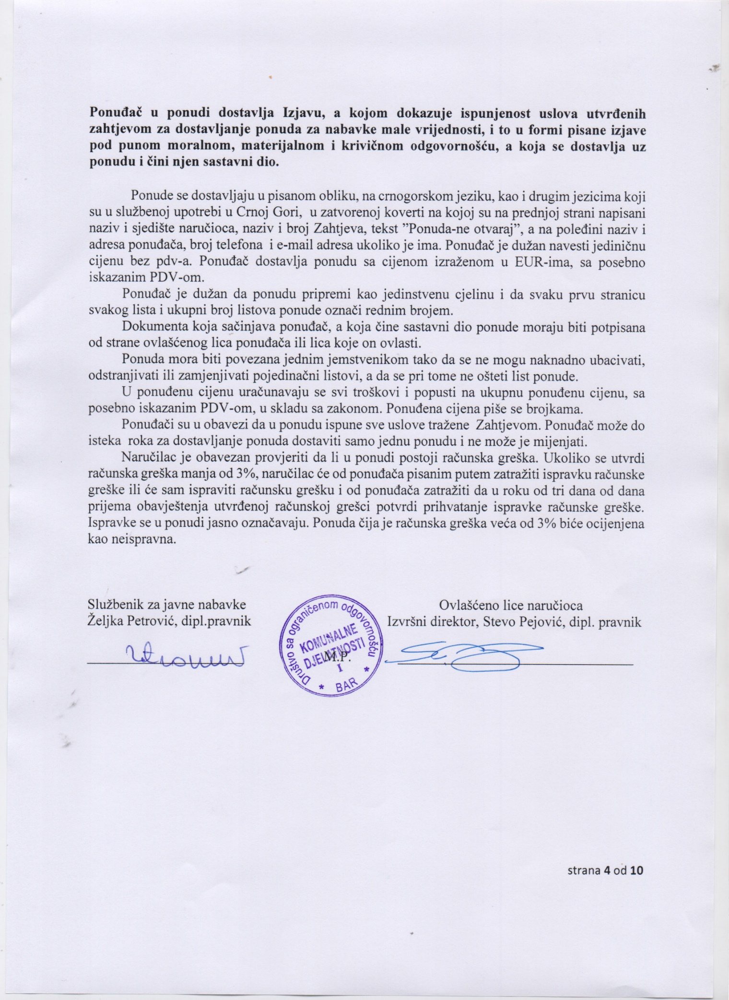 Ponuđač u ponudi dostavlja Izjavu, a kojom dokazuje ispunjenost uslova utvrđenih
zahtjevom za dostavljanje ponuda za nabavke male vrijednosti, i to u formi pisane izjave
pod punom moralnom, materijalnom i krivičnom odgovornošću, a koja se dostavlja uz
ponudu i čini njen sastavni dio.
Ponude se dostavljaju u pisanom obliku, na crnogorskom jeziku, kao i drugim jezicima koji
su u službenoj upotrebi u Crnoj Gori, u zatvorenoj koverti na kojoj su na prednjoj strani napisani
naziv i sjedište naručioca, naziv i broj Zahtjeva, tekst ”Ponuda-ne otvaraj”, a na poleđini naziv i
adresa ponuđača, broj telefona i e-mail adresa ukoliko je ima. Ponuđač je dužan navesti jediničnu
cijenu bez pdv-a. Ponuđač dostavlja ponudu sa cijenom izraženom u EUR-ima, sa posebno
iskazanim PDV-om.
Ponuđač je dužan da ponudu pripremi kao jedinstvenu cjelinu i da svaku prvu stranicu
svakog lista i ukupni broj listova ponude označi rednim brojem.
Dokumenta koja sačinjava ponuđač, a koja čine sastavni dio ponude moraju biti potpisana
od strane ovlašćenog lica ponuđača ili lica koje on ovlasti.
Ponuda mora biti povezana jednim jemstvenikom tako da se ne mogu naknadno ubacivati,
odstranjivati ili zamjenjivati pojedinačni listovi, a da se pri tome ne ošteti list ponude.
U ponuđenu cijenu uračunavaju se svi troškovi i popusti na ukupnu ponuđenu cijenu, sa
posebno iskazanim PDV-om, u skladu sa zakonom. Ponuđena cijena piše se brojkama.
Ponuđači su u obavezi da u ponudu ispune sve uslove tražene Zahtjevom. Ponuđač može do
isteka roka za dostavljanje ponuda dostaviti samo jednu ponudu i ne može je mijenjati.
Naručilac je obavezan provjeriti da li u ponudi postoji računska greška. Ukoliko se utvrdi
računska greška manja od 3%, naručilac će od ponuđača pisanim putem zatražiti ispravku računske
greške ili će sam ispraviti računsku grešku i od ponuđača zatražiti da u roku od tri dana od dana
prijema obavještenja utvrđenoj računskoj grešci potvrdi prihvatanje ispravke računske greške.
Ispravke se u ponudi jasno označavaju. Ponuda čija je računska greška veća od 3% biće ocijenjena
kao neispravna.
Službenik za javne nabavke
Željka Petrović, dipl.pravnik
Društvo sa ograničenom odgovornošću
KOMUNALNE
DJELATNOSTI
M.P.
I
* BAR *
Ovlašćeno lice naručioca
Izvršni direktor, Stevo Pejović, dipl. pravnik
strana 4 od 10